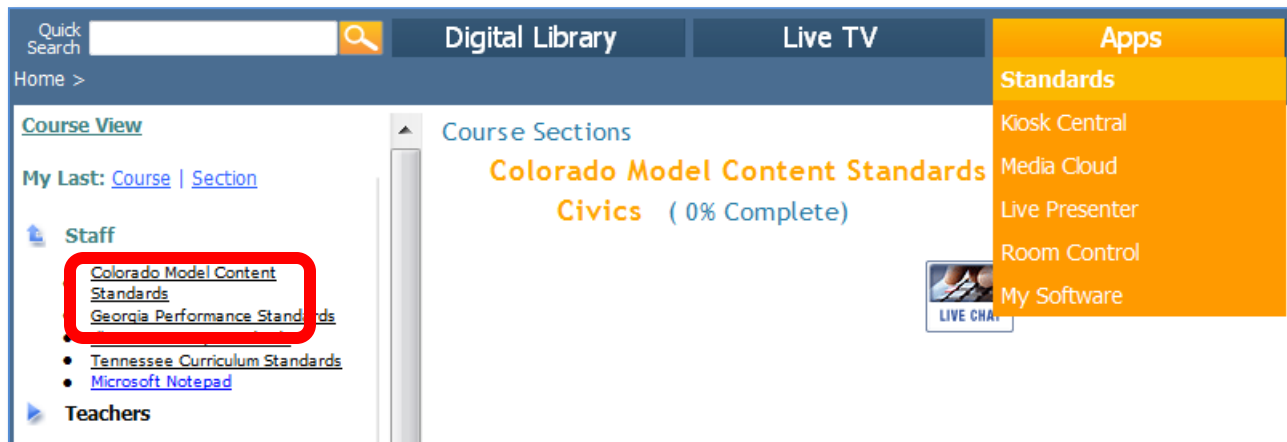 Quick
Search
Digital Library
Live TV
Apps
Home >
Standards
Kiosk Central
Media Cloud
Live Presenter
Room Control
My Software
Course View
My Last: Course | Section
Staff
Colorado Model Content
Standards
Georgia Performance Standards
Tennessee Curriculum Standards
Microsoft Notepad
Teachers
Course Sections
Colorado Model Content Standards
Civics ( 0% Complete)
LIVE CHAT